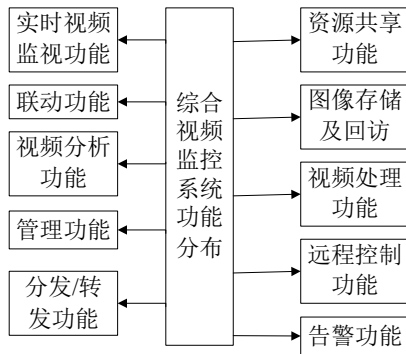 实时视频
监视功能
联动功能
视频分析
功能
管理功能
分发/转
发功能
综合
视频
监控
系统
功能
分布
资源共享
功能
图像存储
及回访
视频处理
功能
远程控制
功能
告警功能